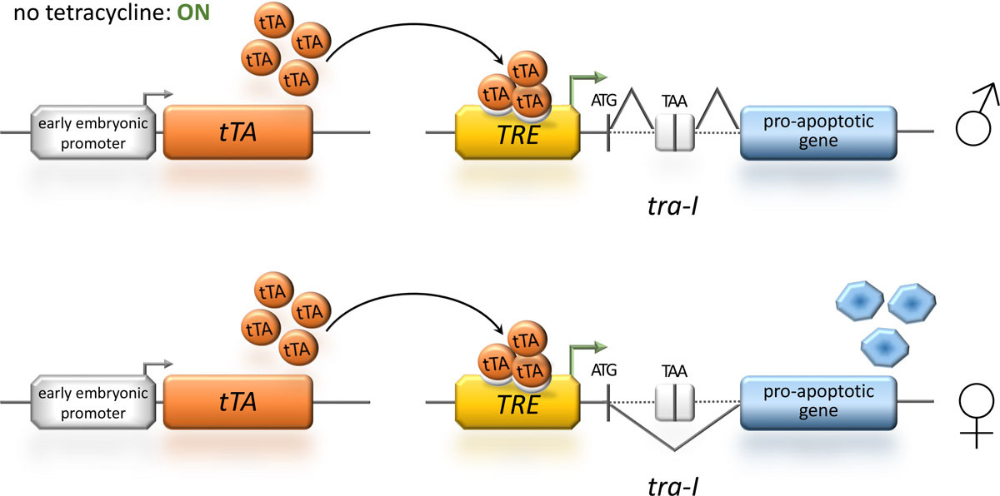 no tetracycline: ON
tTA
tTA
tTA
tTA
tTA
tTA
tTA
ATG
TAA
early embryonic
promoter
tTA
TRE
pro-apoptotic
gene
tra-I
tTA
tTA
tTA
tTA
tTA
tTA
tTA
ATG
TAA
early embryonic
promoter
tTA
TRE
pro-apoptotic
gene
tra-I